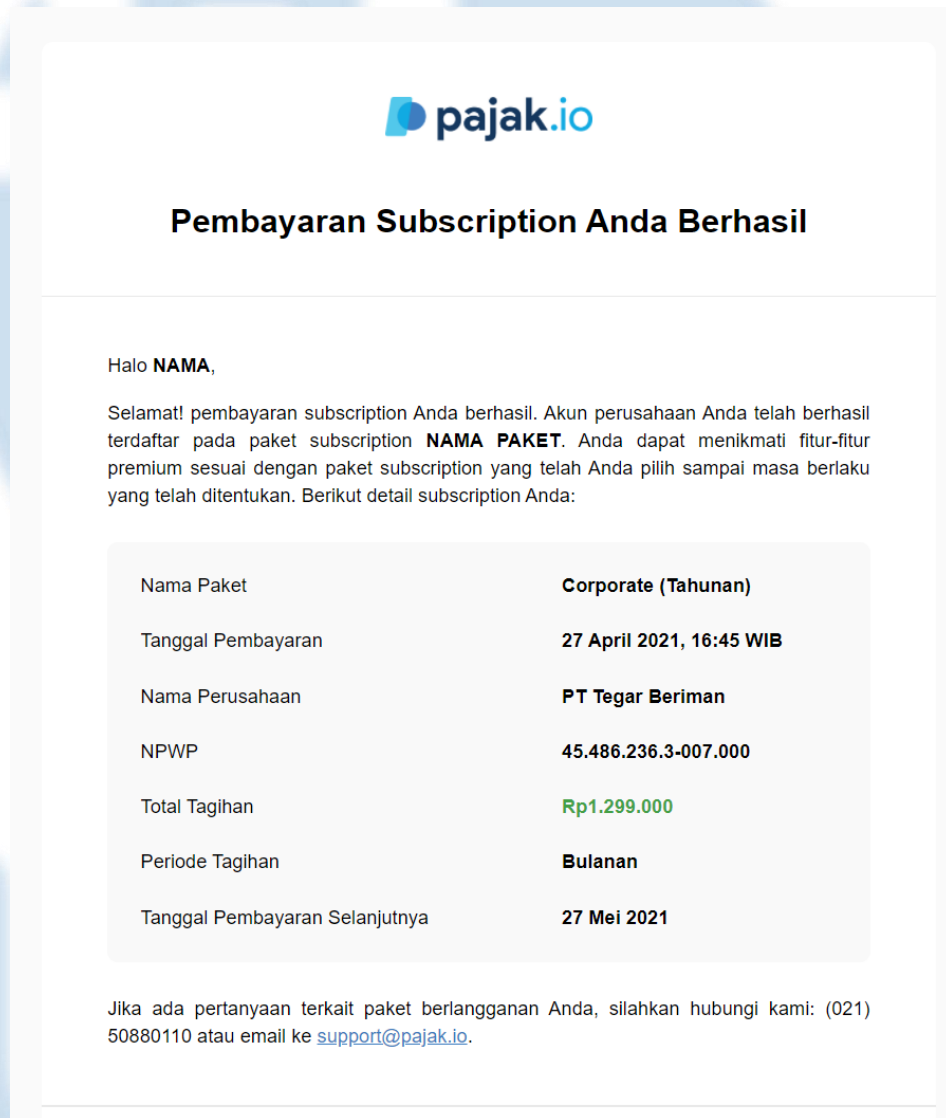 pajak.io
Pembayaran Subscription Anda Berhasil
Halo NAMA,
Selamat! pembayaran subscription Anda berhasil. Akun perusahaan Anda telah berhasil
terdaftar pada paket subscription NAMA PAKET. Anda dapat menikmati fitur-fitur
premium sesuai dengan paket subscription yang telah Anda pilih sampai masa berlaku
yang telah ditentukan. Berikut detail subscription Anda:
Nama Paket Corporate (Tahunan)
Tanggal Pembayaran 27 April 2021, 16:45 WIB
Nama Perusahaan PT Tegar Beriman
NPWP 45.486.236.3-007.000
Total Tagihan Rp1.299.000
Periode Tagihan Bulanan
Tanggal Pembayaran Selanjutnya 27 Mei 2021
Jika ada pertanyaan terkait paket berlangganan Anda, silahkan hubungi kami: (021)
50880110 atau email ke support@pajak.io.